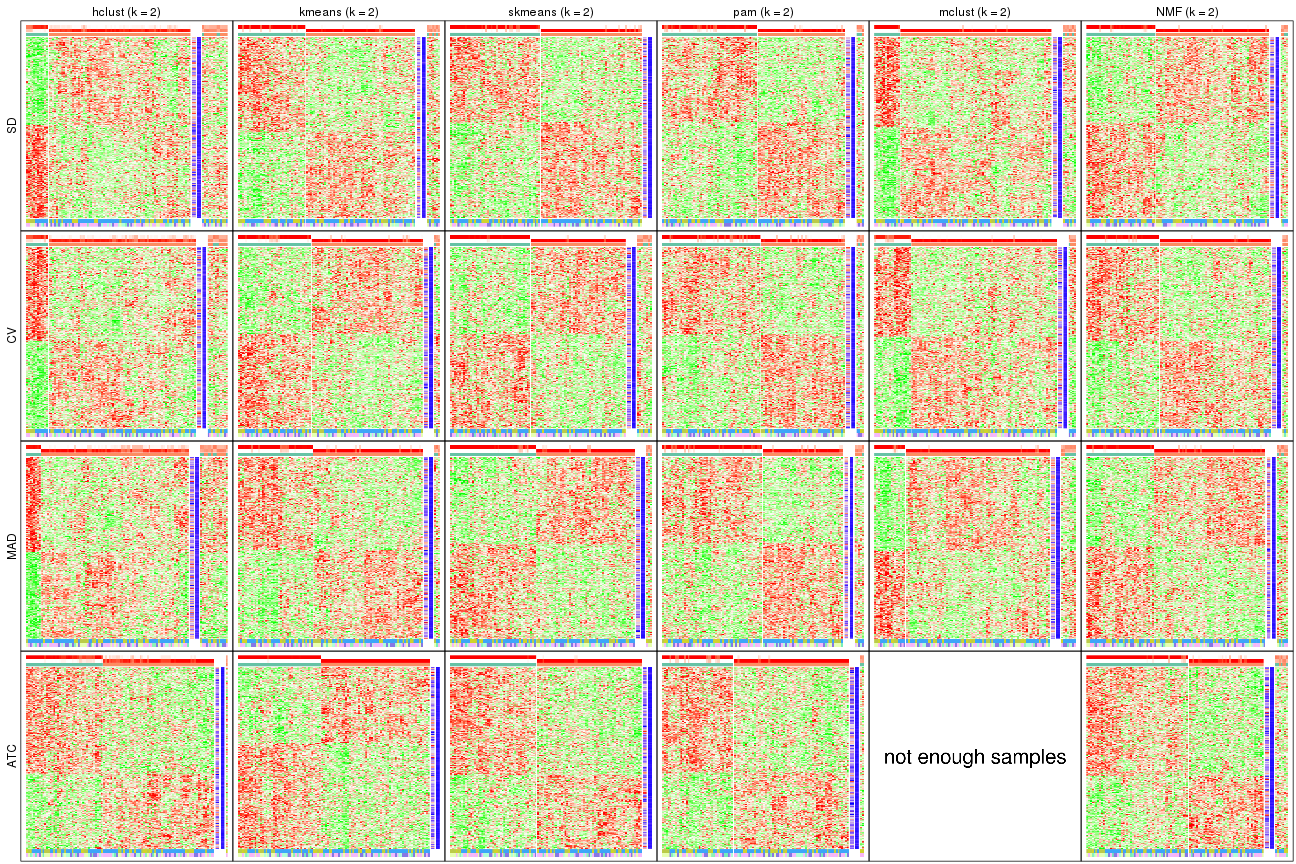 hclust (k = 2) kmeans (k = 2) skmeans (k = 2) pam (k = 2) mclust (k = 2) NMF (k = 2)
SD
CV
MAD
ATC
not enough samples